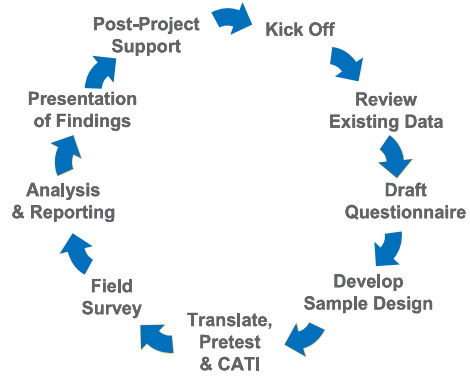 Kick Off
Review
Existing Data
Draft
Questionnaire
Develop
Sample Design
Translate,
Pretest
& CATI
Field
Survey
Analysis
& Reporting
Presentation
of Findings
Post-Project
Support